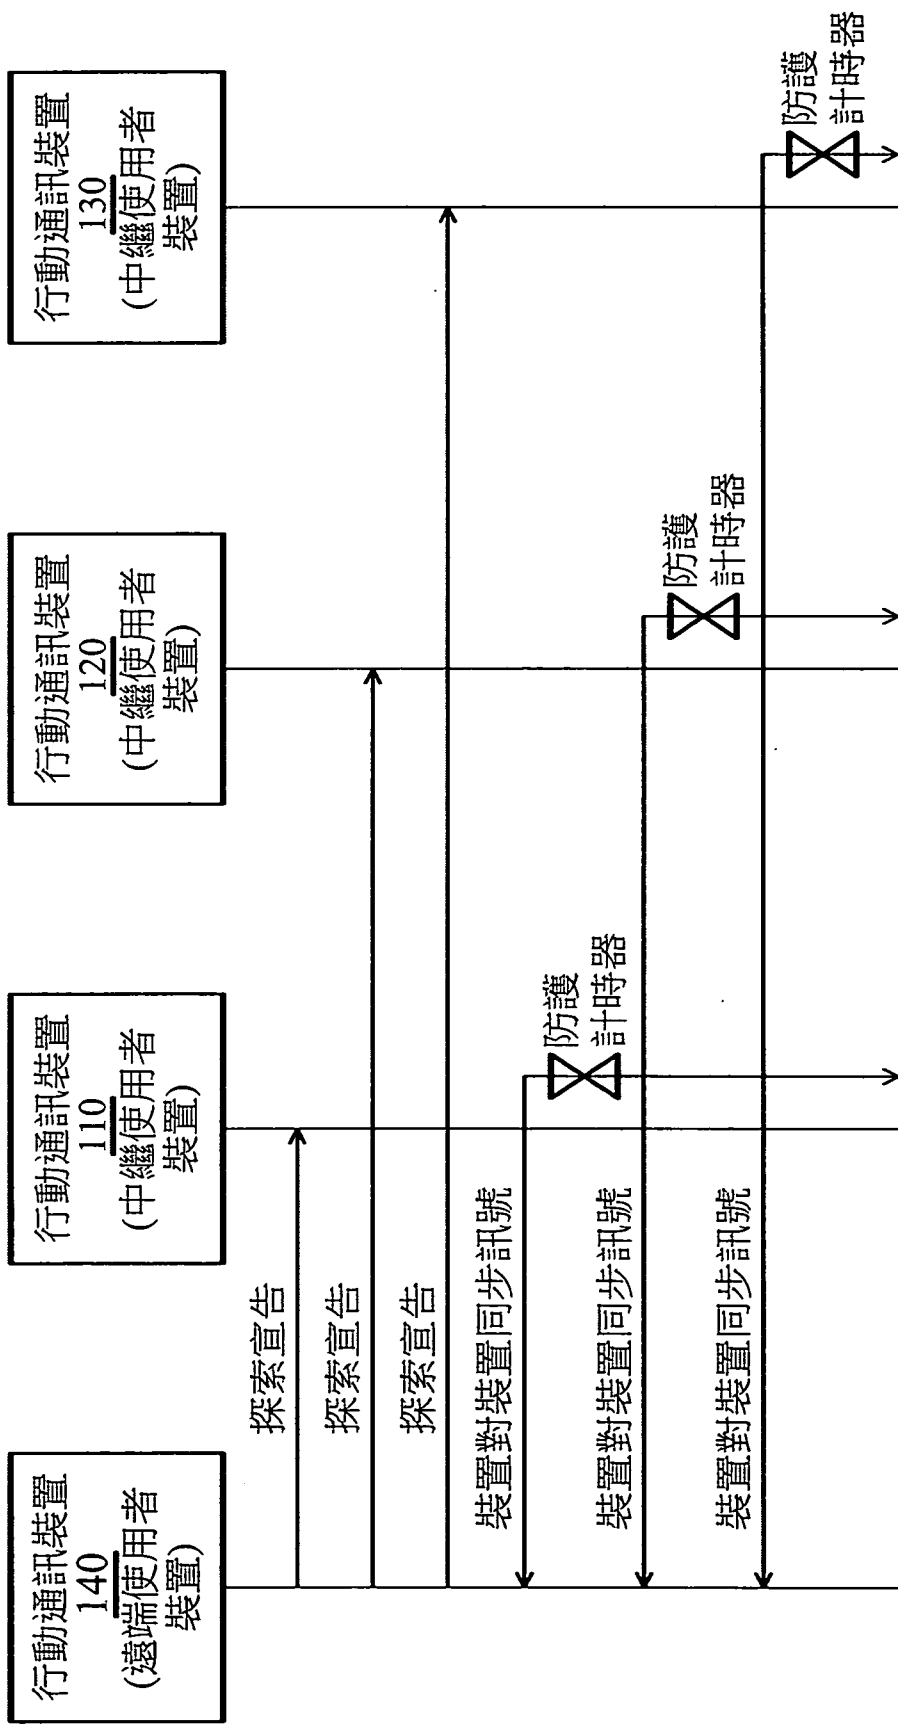 行動通訊裝置
140
(遠端使用者
裝置)
行動通訊裝置
110
(中繼使用者
裝置)
行動通訊裝置
120
(中繼使用者
裝置)
行動通訊裝置
130
(中繼使用者
裝置)
探索宣告
探索宣告
探索宣告
裝置對裝置同步訊號
防護
計時器
裝置對裝置同步訊號
防護
計時器
裝置對裝置同步訊號
防護
計時器